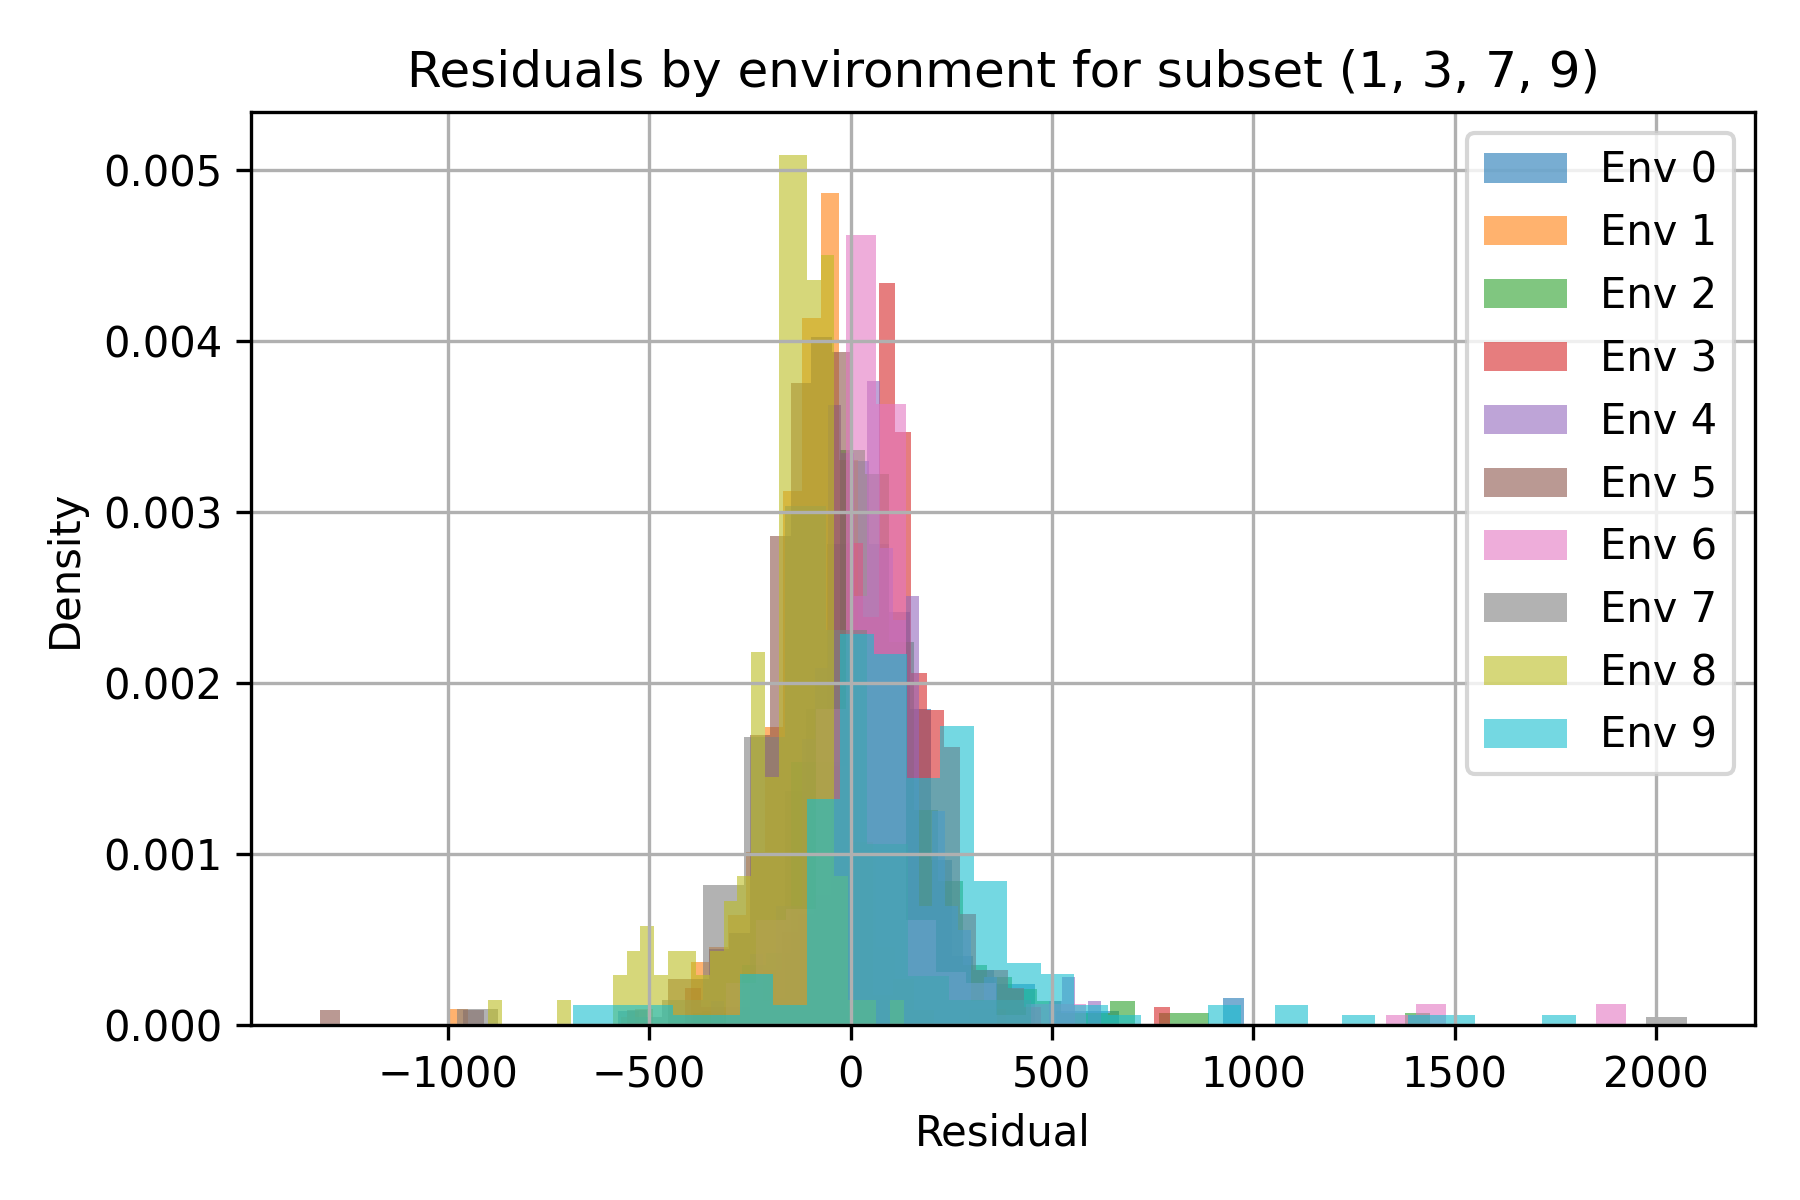 Residuals by environment for subset (1, 3, 7, 9)
0.005
0.004
0.003
0.002
0.001
0.000
Density
−1000
−500
0
500
1000
1500
2000
Residual
Env 0
Env 1
Env 2
Env 3
Env 4
Env 5
Env 6
Env 7
Env 8
Env 9